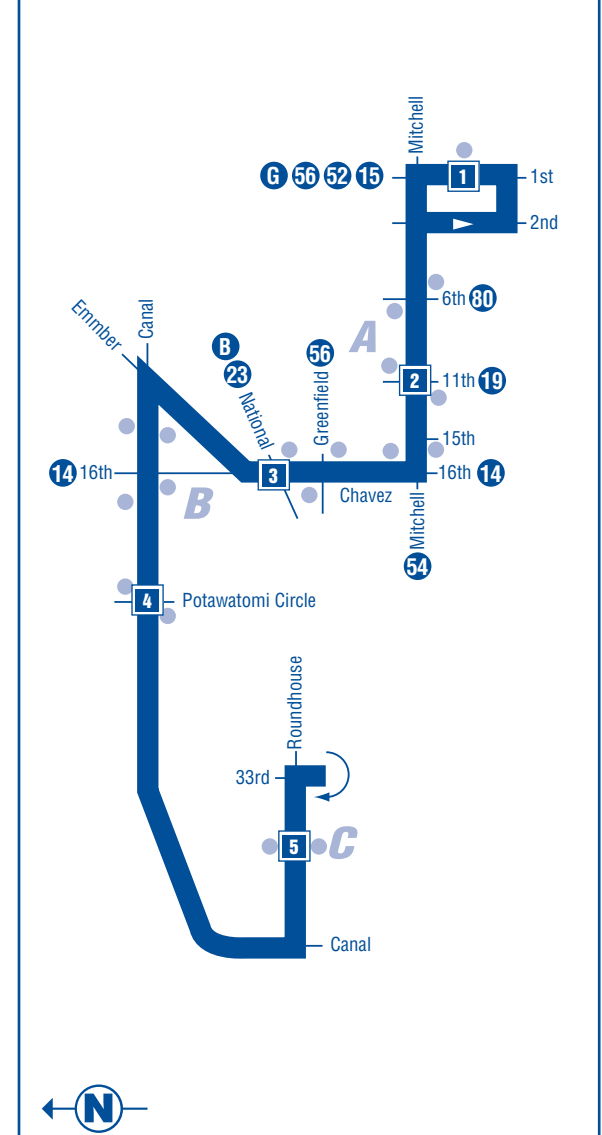 Mitchell
G 56 52 15
1
1st
2nd
6th 80
A
Emmber
Canal
B
23
National
56
Greenfield
2
11th 19
15th
14 16th
3
16th 14
Chavez
B
Mitchell
54
4
Potawatomi Circle
Roundhouse
33rd
5
C
Canal
N